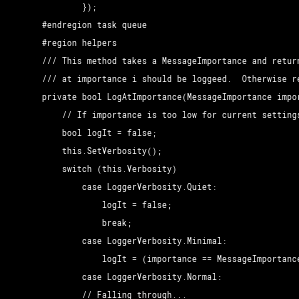 });
#endregion task queue
#region helpers
/// This method takes a MessageImportance and return
/// at importance i should be loggeed.  Otherwise re
private bool LogAtImportance(MessageImportance impor
// If importance is too low for current settings
bool logIt = false;
this.SetVerbosity();
switch (this.Verbosity)
case LoggerVerbosity.Quiet:
logIt = false;
break;
case LoggerVerbosity.Minimal:
logIt = (importance == MessageImportance
case LoggerVerbosity.Normal:
// Falling through...